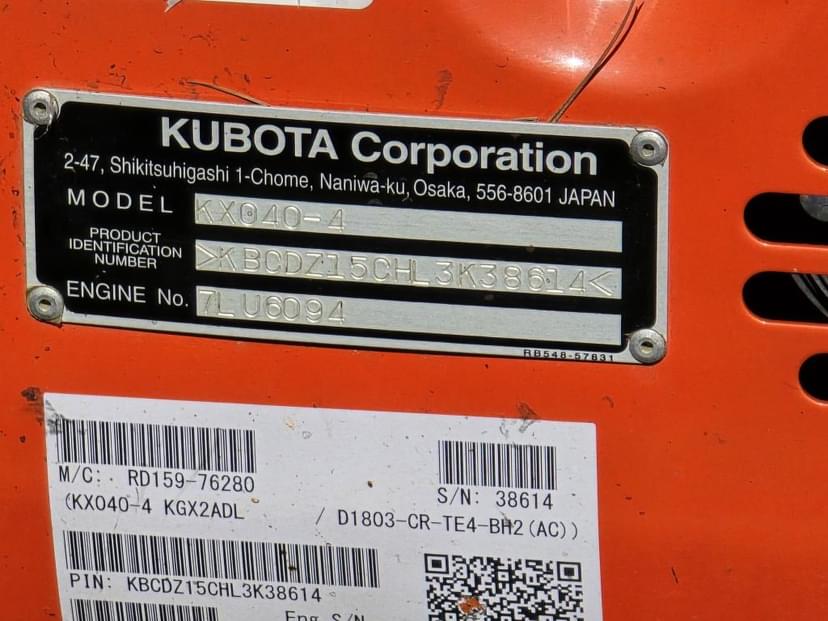 KUBOTA Corporation
2-47, Shikitsuhigashi 1-Chome, Naniwa-ku, Osaka, 556-8601 JAPAN
MODEL KX040-4
PRODUCT IDENTIFICATION NUMBER >KBCDZ15CHL3K38614<
ENGINE No. 7LU6094
RB548-57831
M/C: RD159-76280
S/N: 38614
(KX040-4 KGX2ADL / D1803-CR-TE4-BH2(AC))
PIN: KBCDZ15CHL3K38614
Eng S/N